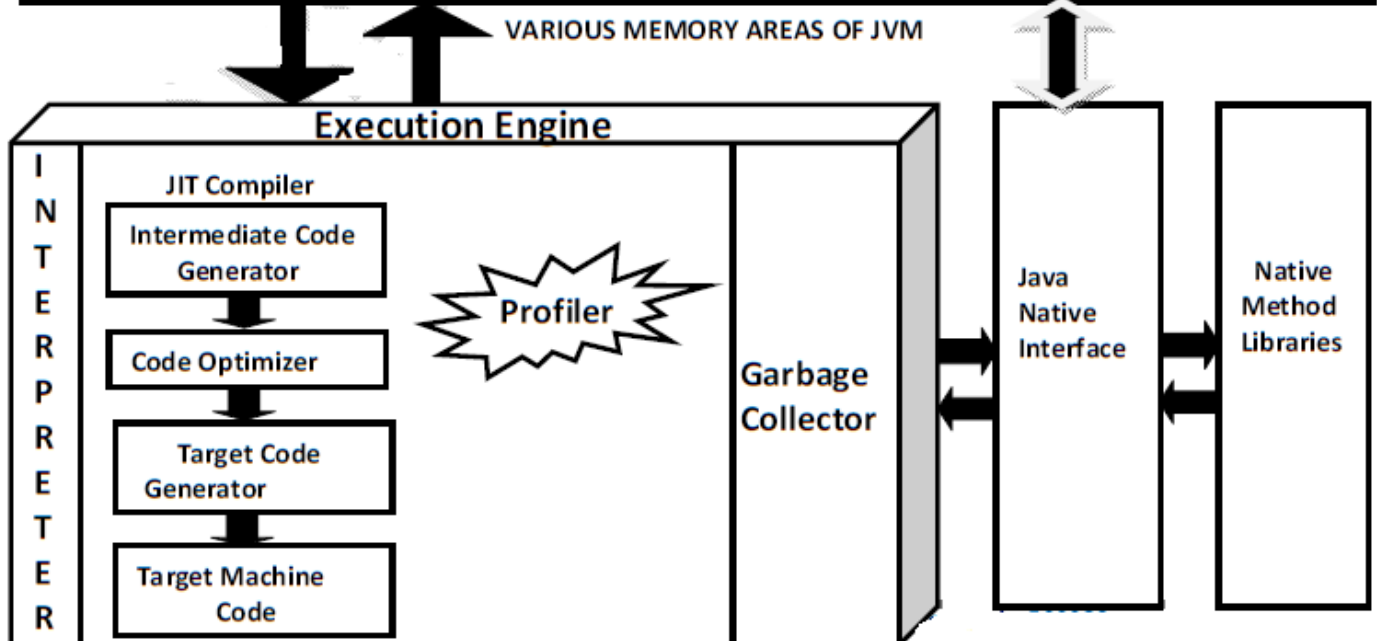 VARIOUS MEMORY AREAS OF JVM
Execution Engine
INTERPRETER
JIT Compiler
Intermediate Code
Generator
Code Optimizer
Target Code
Generator
Target Machine
Code
Profiler
Garbage
Collector
Java
Native
Interface
Native
Method
Libraries